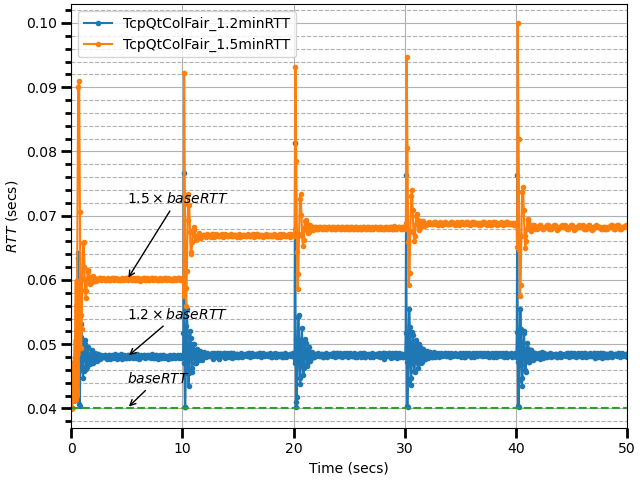 TcpQtColFair_1.2minRTT
TcpQtColFair_1.5minRTT
0.10
0.09
0.08
0.07
0.06
0.05
0.04
RTT (secs)
1.5 × baseRTT
1.2 × baseRTT
baseRTT
0 10 20 30 40 50
Time (secs)